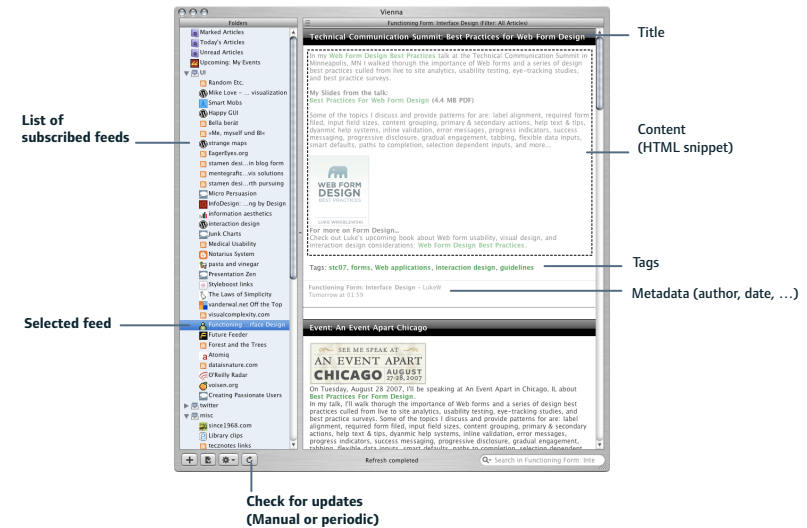 Vienna
Folders
Functioning Form: Interface Design (Filter: All Articles)
Marked Articles
Today's Articles
Unread Articles
Upcoming: My Events
UI
Random Etc.
Mike Love – ... visualization
Smart Mobs
Happy GUI
Bella berät
»Me, myself und BI«
strange maps
EagerEyes.org
stamen desi...in blog form
mentegrafic...vis solutions
stamen desi...rth pursuing
Micro Persuasion
InfoDesign: ...ng by Design
information aesthetics
interaction design
Junk Charts
Medical Usability
Notarius System
pasta and vinegar
Presentation Zen
Styleboost links
The Laws of Simplicity
vanderwal.net Off the Top
visualcomplexity.com
Functioning ...rface Design
Future Feeder
Forest and the Trees
Atomiq
dataisnature.com
O'Reilly Radar
voisen.org
Creating Passionate Users
twitter
misc
since1968.com
Library clips
tecznotes links
Technical Communication Summit: Best Practices for Web Form Design
In my Web Form Design Best Practices talk at the Technical Communication Summit in
Minneapolis, MN I walked thorugh the importance of Web forms and a series of design
best practices culled from live to site analytics, usability testing, eye-tracking studies,
and best practice surveys.
My Slides from the talk:
Best Practices For Web Form Design (4.4 MB PDF)
Some of the topics I discuss and provide patterns for are: label alignment, required form
filed, input field sizes, content grouping, primary & secondary actions, help text & tips,
dyanmic help systems, inline validation, error messages, progress indicators, success
messaging, progressive disclosure, gradual engagement, tabbing, flexible data inputs,
smart defaults, paths to completion, selection dependent inputs, and more...
WEB FORM
DESIGN
BEST PRACTICES
LUKE WROBLEWSKI
For more on Form Design...
Check out Luke's upcoming book about Web form usability, visual design, and
interaction design considerations: Web Form Design Best Practices.
Tags: stc07, forms, Web applications, interaction design, guidelines
Functioning Form: Interface Design – LukeW
Tomorrow at 01:59
Event: An Event Apart Chicago
SEE ME SPEAK AT
AN EVENT APART
CHICAGO AUGUST
27-28, 2007
On Tuesday, August 28 2007, I'll be speaking at An Event Apart in Chicago, IL about
Best Practices For Form Design.
In my talk, I'll walk thorugh the importance of Web forms and a series of design best
practices culled from live to site analytics, usability testing, eye-tracking studies, and
best practice surveys. Some of the topics I discuss and provide patterns for are: label
alignment, required form filed, input field sizes, content grouping, primary & secondary
actions, help text & tips, dyanmic help systems, inline validation, error messages,
progress indicators, success messaging, progressive disclosure, gradual engagement,
tabbing, flexible data inputs, smart defaults, paths to completion, selection dependent
Refresh completed
Search in Functioning Form: Inte
List of
subscribed feeds
Selected feed
Check for updates
(Manual or periodic)
Title
Content
(HTML snippet)
Tags
Metadata (author, date, …)